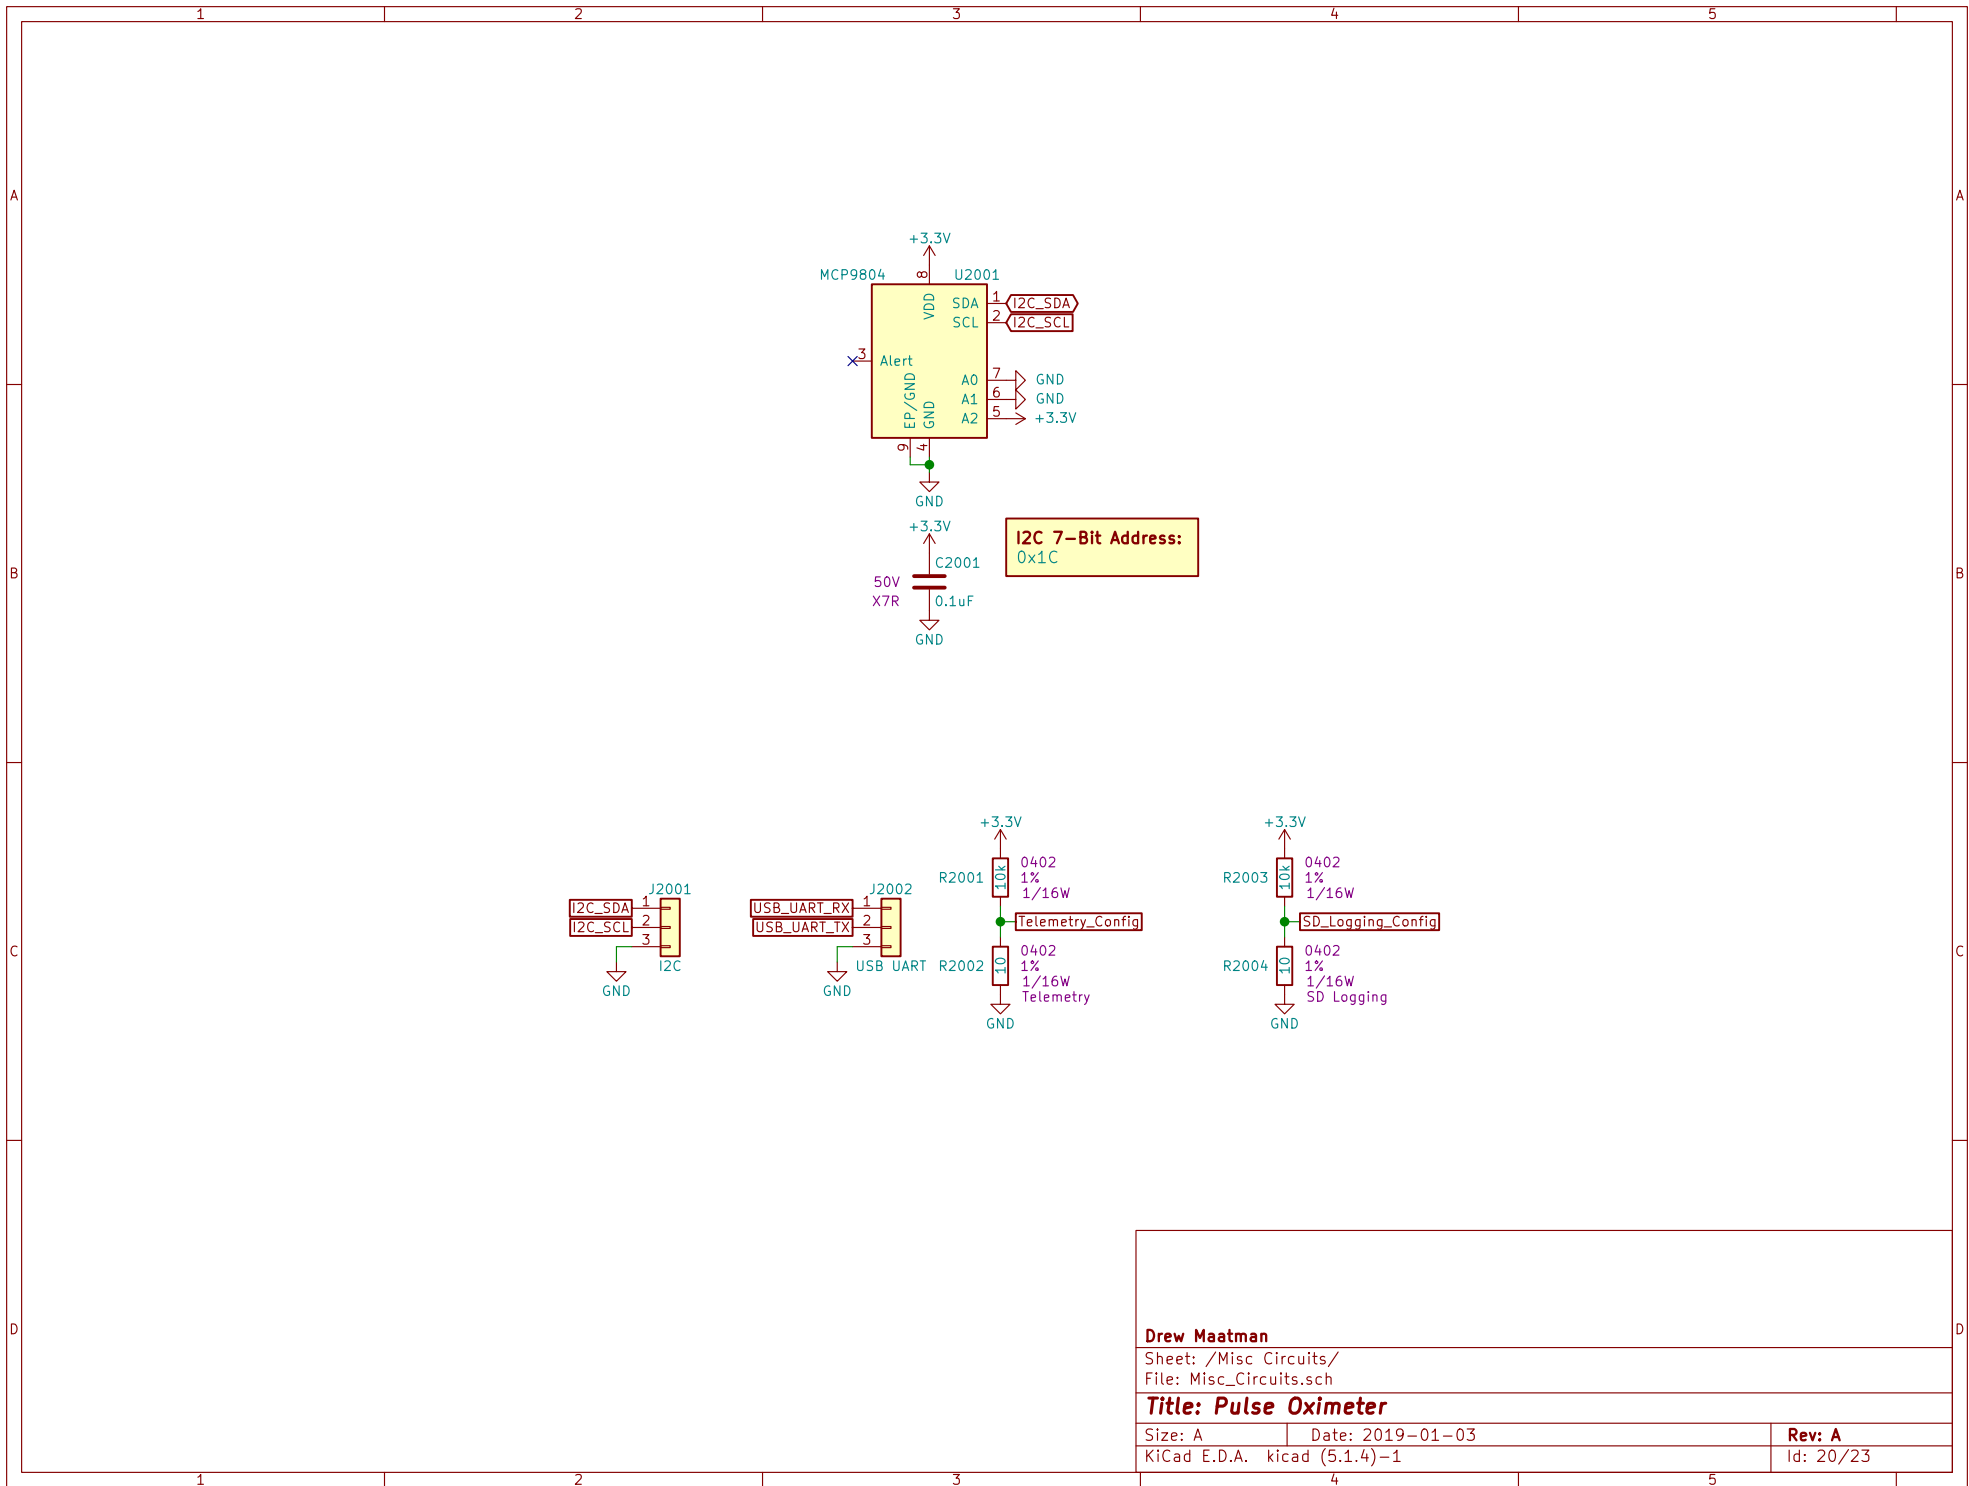 1 2 3 4 5
A A
+3.3V
MCP9804 8 U2001
VDD
SDA 1 I2C_SDA
SCL 2 I2C_SCL
3 Alert
A0 7 GND
A1 6 GND
A2 5 +3.3V
EP/GND
GND
9 4
GND
+3.3V
C2001
50V
X7R 0.1uF
GND
I2C 7-Bit Address:
0x1C
B B
+3.3V
R2001 10k 0402
1%
1/16W
Telemetry_Config
R2002 10 0402
1%
1/16W
Telemetry
GND
+3.3V
R2003 10k 0402
1%
1/16W
SD_Logging_Config
R2004 10 0402
1%
1/16W
SD Logging
GND
J2001
I2C_SDA 1
I2C_SCL 2
3
I2C
GND
J2002
USB_UART_RX 1
USB_UART_TX 2
3
USB UART
GND
C C
D D
Drew Maatman
Sheet: /Misc Circuits/
File: Misc_Circuits.sch
Title: Pulse Oximeter
Size: A Date: 2019-01-03 Rev: A
KiCad E.D.A. kicad (5.1.4)-1 Id: 20/23
1 2 3 4 5